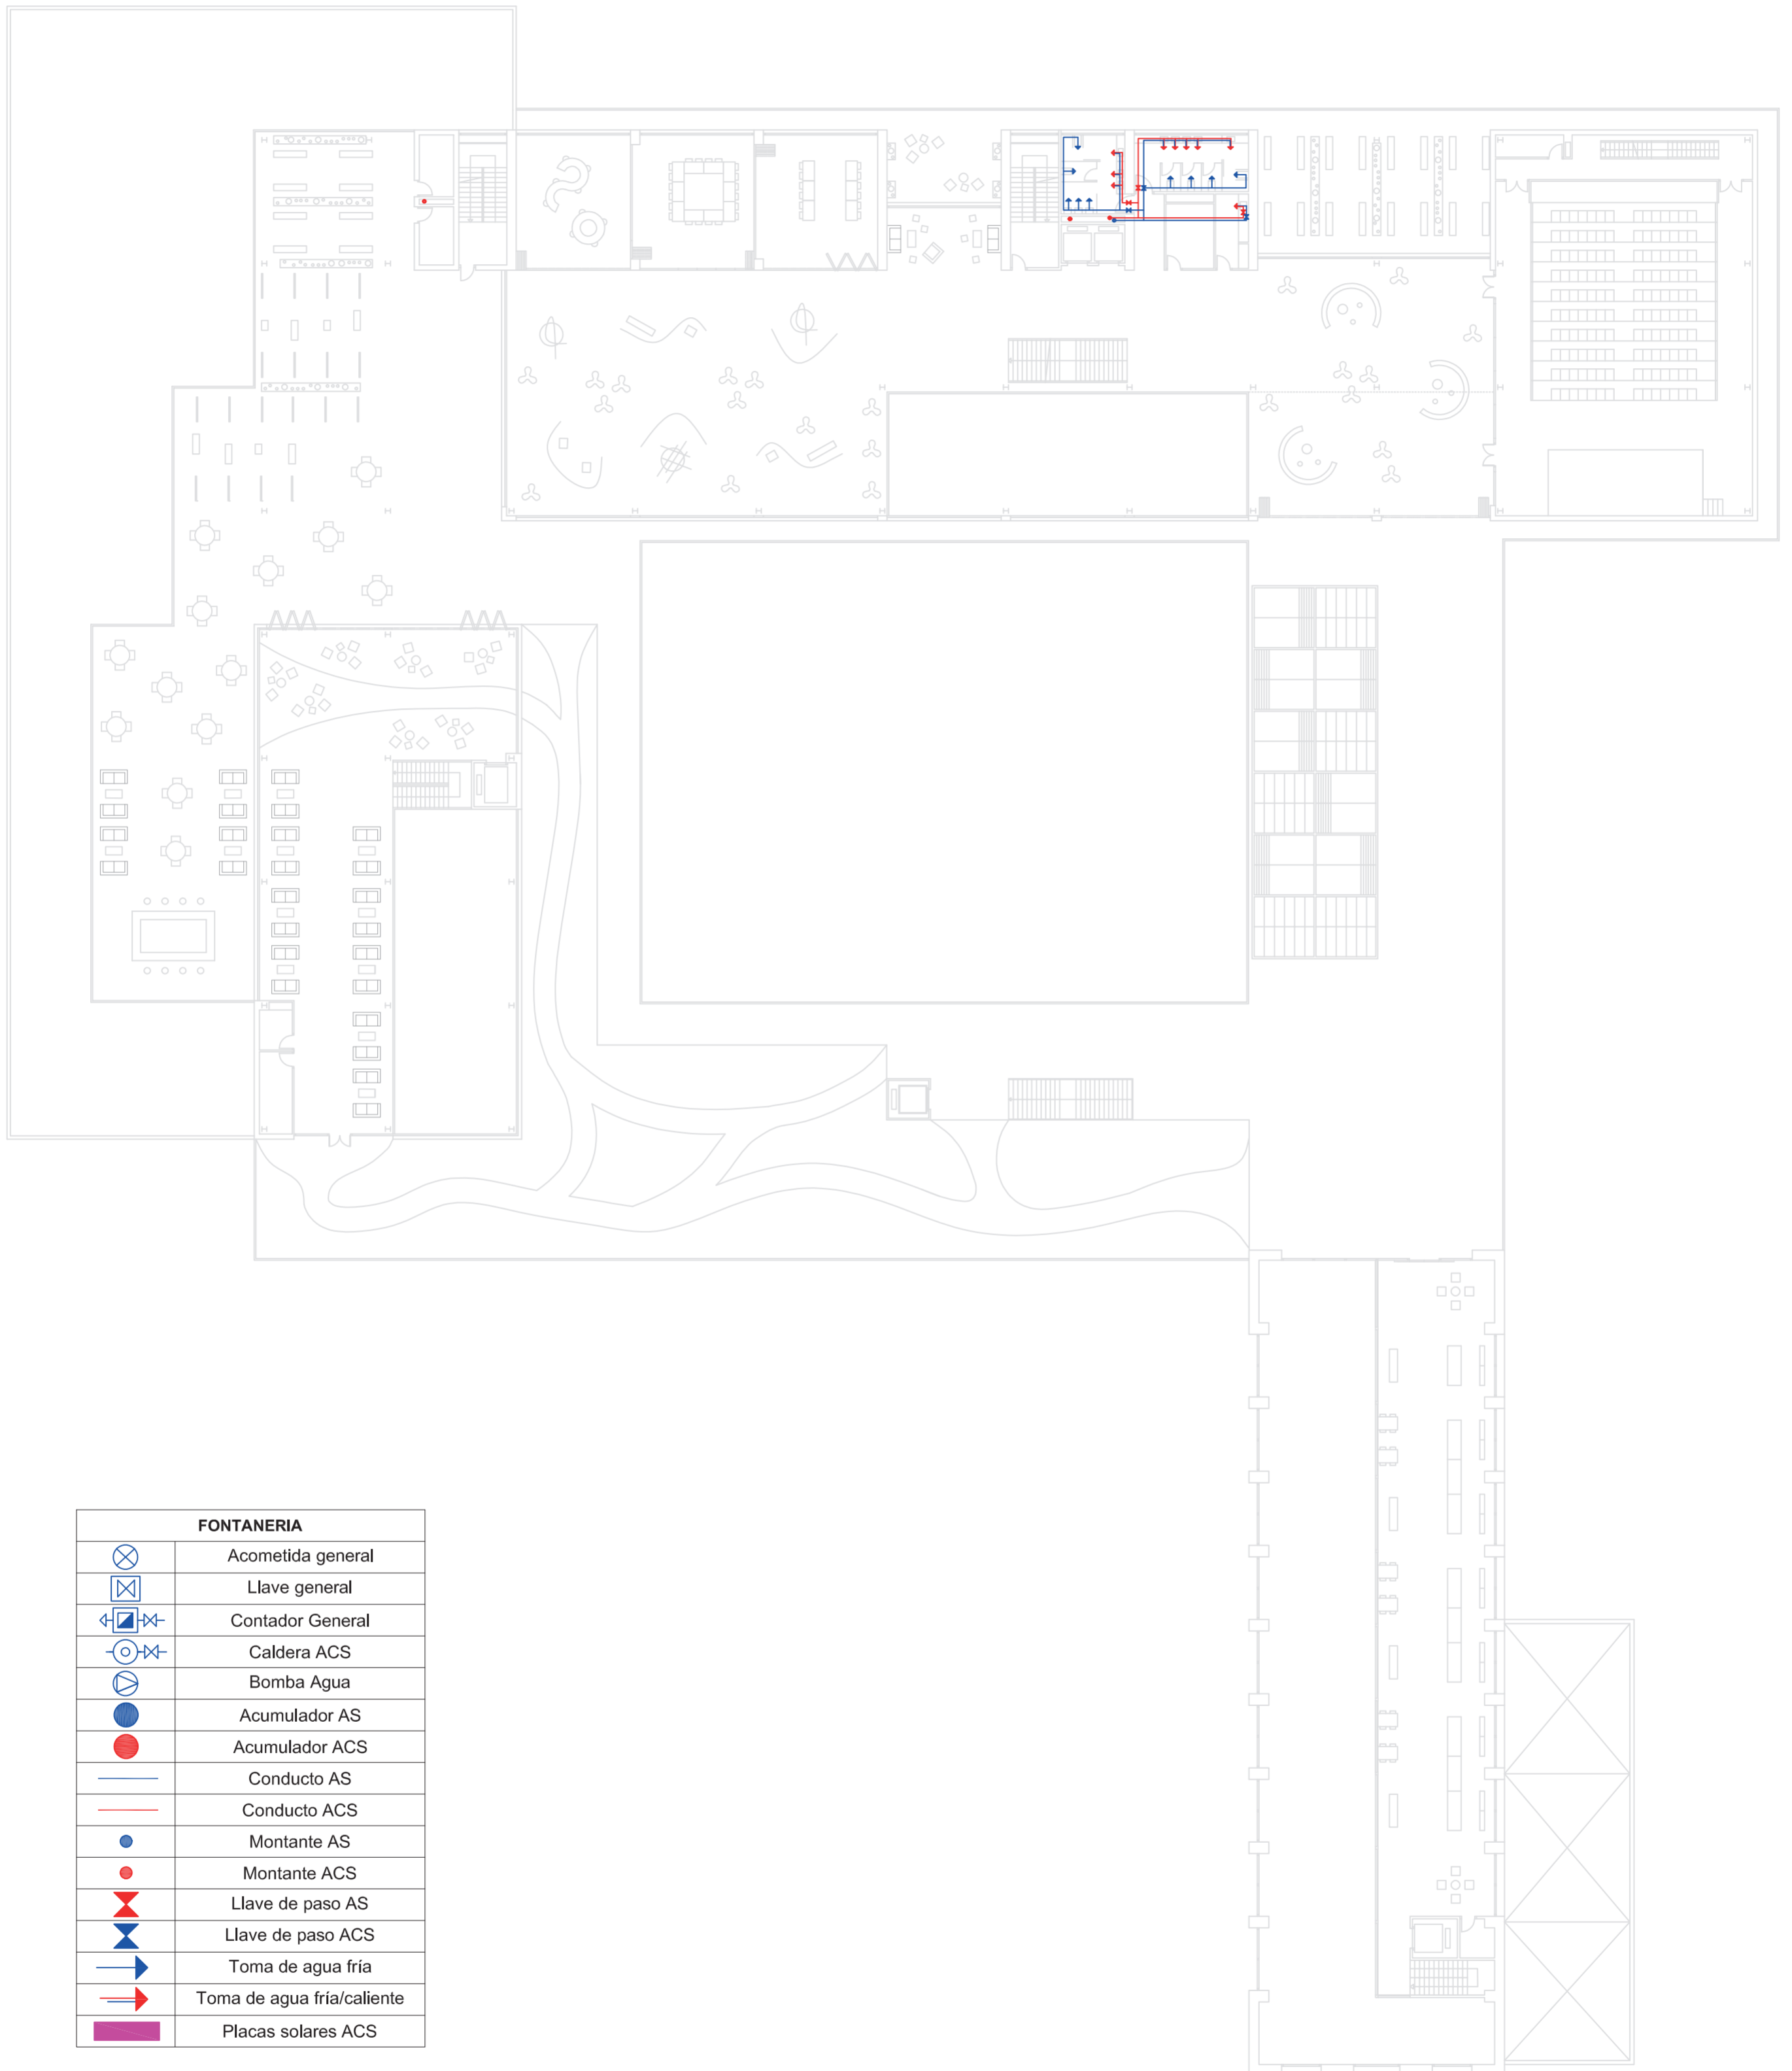 FONTANERIA
Acometida general
Llave general
Contador General
Caldera ACS
Bomba Agua
Acumulador AS
Acumulador ACS
Conducto AS
Conducto ACS
Montante AS
Montante ACS
Llave de paso AS
Llave de paso ACS
Toma de agua fría
Toma de agua fría/caliente
Placas solares ACS